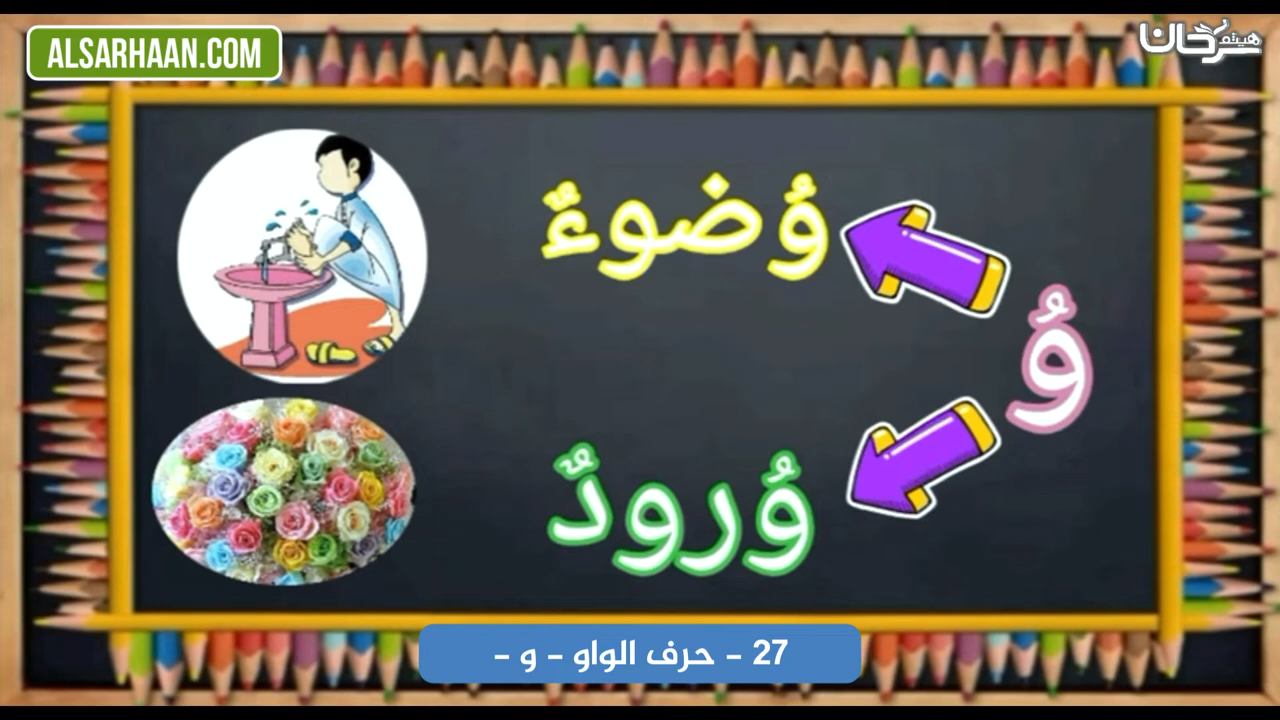 ALSARHAAN.COM
هيثم سرحان
وُضوءٌ
وُ
وُرودٌ
27 - حرف الواو - و -